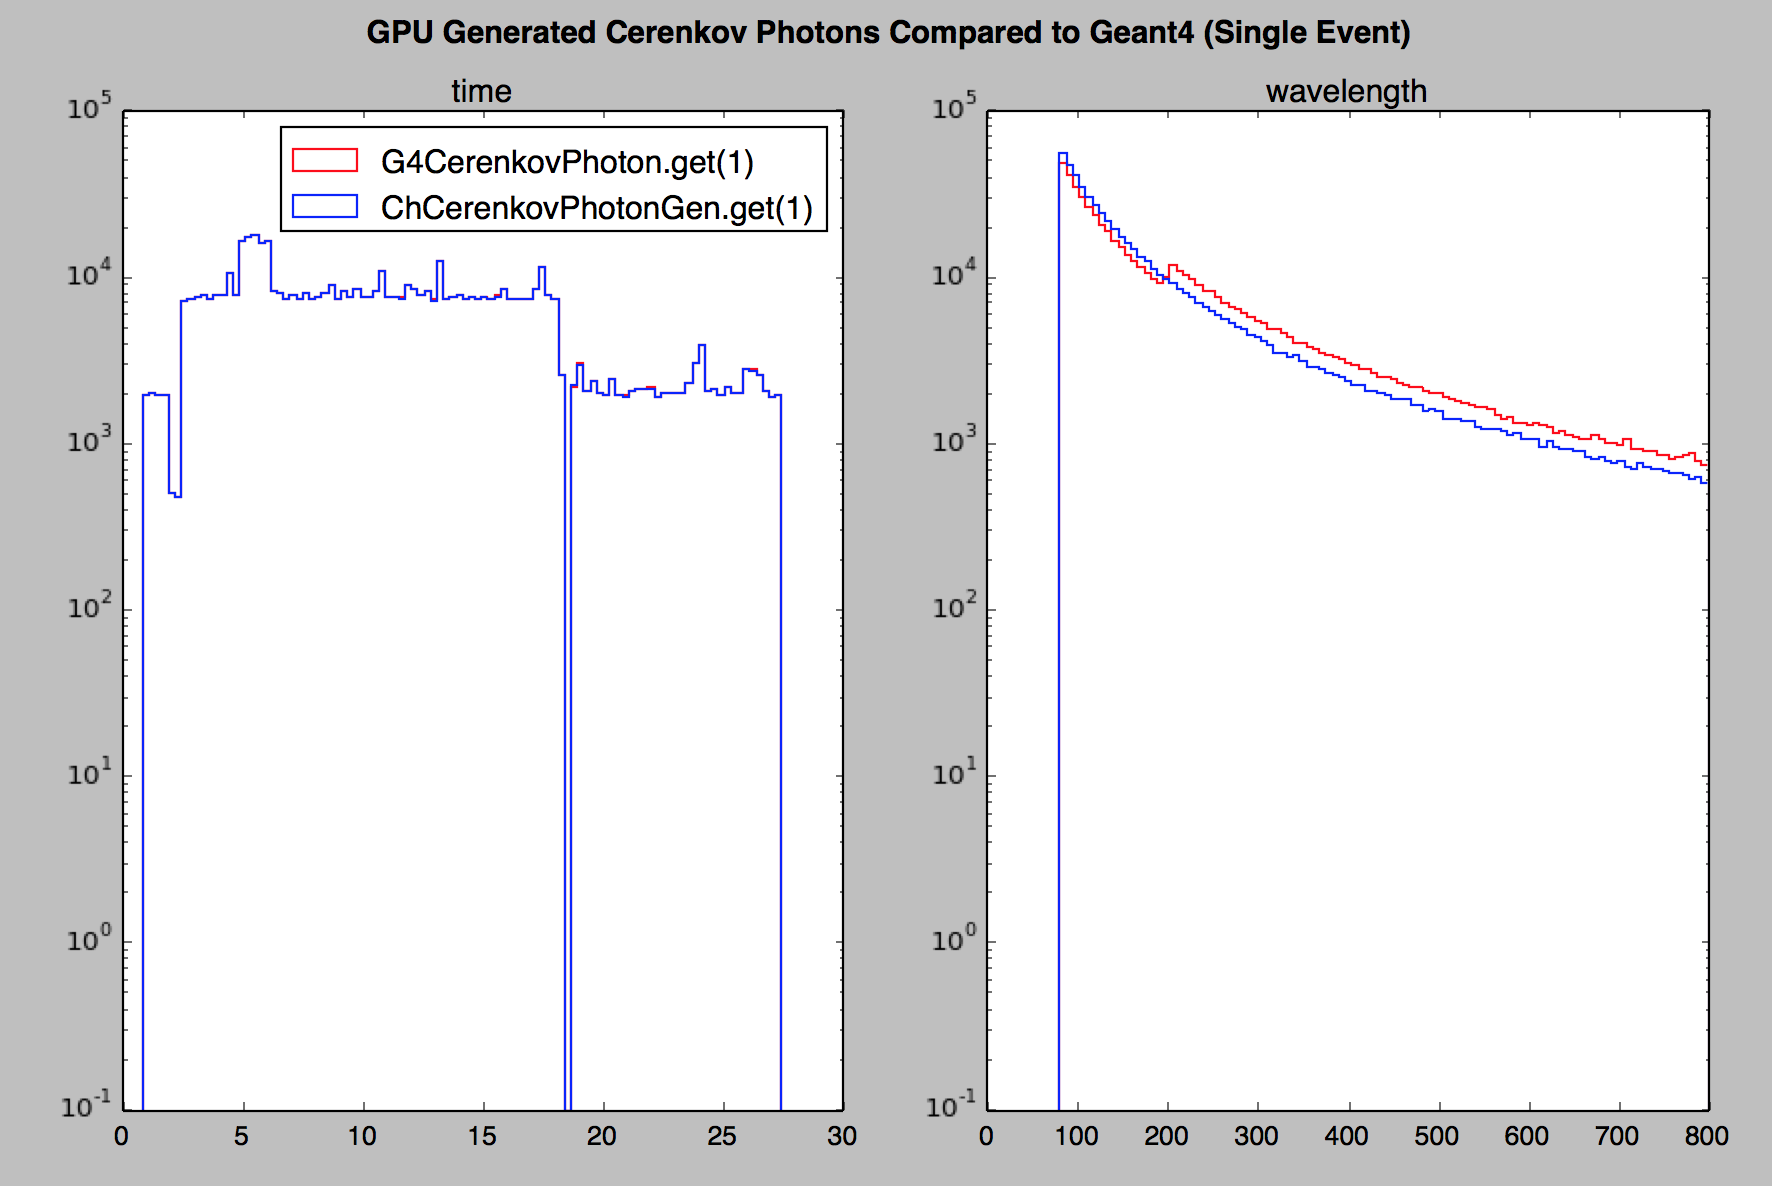 GPU Generated Cerenkov Photons Compared to Geant4 (Single Event)
time
10^5
10^4
10^3
10^2
10^1
10^0
10^-1
0 5 10 15 20 25 30
G4CerenkovPhoton.get(1)
ChCerenkovPhotonGen.get(1)
wavelength
10^5
10^4
10^3
10^2
10^1
10^0
10^-1
0 100 200 300 400 500 600 700 800